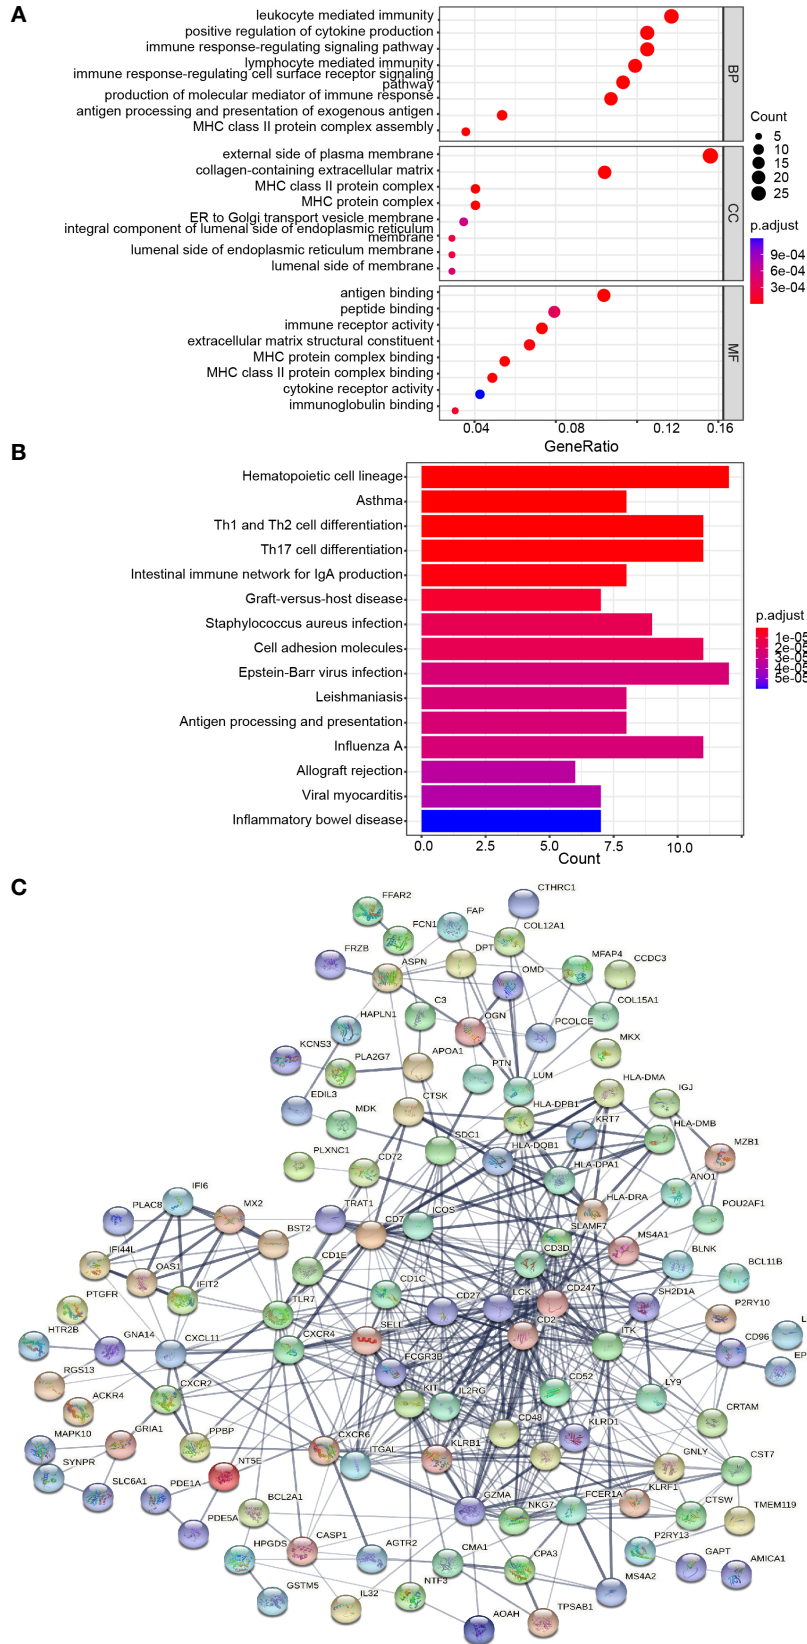 A
leukocyte mediated immunity
positive regulation of cytokine production
immune response-regulating signaling pathway
lymphocyte mediated immunity
immune response-regulating cell surface receptor signaling
pathway
production of molecular mediator of immune response
antigen processing and presentation of exogenous antigen
MHC class II protein complex assembly
BP
external side of plasma membrane
collagen-containing extracellular matrix
MHC class II protein complex
MHC protein complex
ER to Golgi transport vesicle membrane
integral component of lumenal side of endoplasmic reticulum
membrane
lumenal side of endoplasmic reticulum membrane
lumenal side of membrane
CC
antigen binding
peptide binding
immune receptor activity
extracellular matrix structural constituent
MHC protein complex binding
MHC class II protein complex binding
cytokine receptor activity
immunoglobulin binding
MF
0.04 0.08 0.12 0.16
GeneRatio
Count
5
10
15
20
25
p.adjust
9e-04
6e-04
3e-04
B
Hematopoietic cell lineage
Asthma
Th1 and Th2 cell differentiation
Th17 cell differentiation
Intestinal immune network for IgA production
Graft-versus-host disease
Staphylococcus aureus infection
Cell adhesion molecules
Epstein-Barr virus infection
Leishmaniasis
Antigen processing and presentation
Influenza A
Allograft rejection
Viral myocarditis
Inflammatory bowel disease
0.0 2.5 5.0 7.5 10.0
Count
p.adjust
1e-05
2e-05
3e-05
4e-05
5e-05
C
CTHRC1
FFAR2
FAP
FCN1
COL12A1
FRZB
DPT
MFAP4
CCDC3
ASPN
OMD
COL15A1
C3
OGN
HAPLN1
PCOLCE
KCNS3
MKX
PLA2G7
APOA1
PTN
LUM
HLA-DMA
EDIL3
CTSK
HLA-DPB1
IGJ
MDK
KRT7
HLA-DMB
SDC1
HLA-DQB1
MZB1
PLXNC1
CD72
HLA-DPA1
ANO1
IFI6
PLAC8
MX2
TRAT1
ICOS
HLA-DRA
POU2AF1
BST2
CD7
SLAMF7
MS4A1
IFI44L
OAS1
CD1E
CD3D
BLNK
BCL11B
PTGFR
IFIT2
TLR7
CD1C
CD27
LCK
CD247
SH2D1A
P2RY10
HTR2B
GNA14
CXCL11
CXCR4
SELL
CD2
ITK
CD96
L
EP
RGS13
FCGR3B
ACKR4
CXCR2
KIT
IL2RG
CD52
LY9
CRTAM
MAPK10
GRIA1
PPBP
CXCR6
ITGAL
CD48
KLRD1
KLRB1
GNLY
CST7
SYNPR
SLC6A1
NT5E
PDE1A
BCL2A1
GZMA
NKG7
FCER1A
KLRF1
CTSW
TMEM119
PDE5A
HPGDS
CASP1
AGTR2
CMA1
CPA3
P2RY13
GAPT
AMICA1
GSTM5
IL32
NTF3
MS4A2
AOAH
TPSAB1